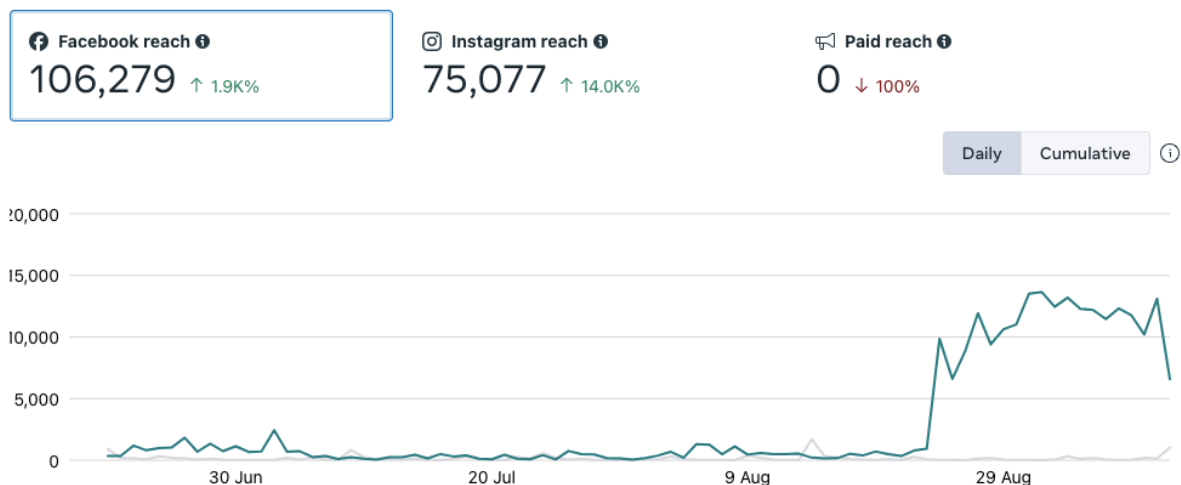 Facebook reach
Instagram reach
Paid reach
106,279 ↑ 1.9K%
75,077 ↑ 14.0K%
0 ↓ 100%
Daily
Cumulative
20,000
15,000
10,000
5,000
0
30 Jun
20 Jul
9 Aug
29 Aug